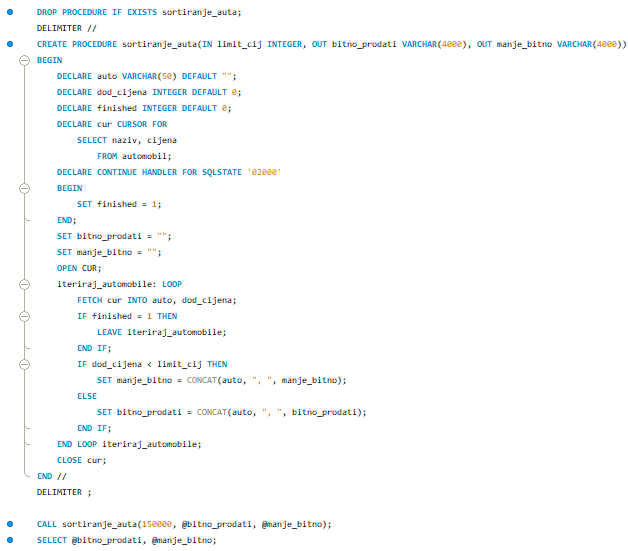 DROP PROCEDURE IF EXISTS sortiranje_auta;
DELIMITER //
CREATE PROCEDURE sortiranje_auta(IN limit_cij INTEGER, OUT bitno_prodati VARCHAR(4000), OUT manje_bitno VARCHAR(4000))
BEGIN
    DECLARE auto VARCHAR(50) DEFAULT "";
    DECLARE dod_cijena INTEGER DEFAULT 0;
    DECLARE finished INTEGER DEFAULT 0;
    DECLARE cur CURSOR FOR
        SELECT naziv, cijena
            FROM automobil;
    DECLARE CONTINUE HANDLER FOR SQLSTATE '02000'
    BEGIN
        SET finished = 1;
    END;
    SET bitno_prodati = "";
    SET manje_bitno = "";
    OPEN CUR;
    iteriraj_automobile: LOOP
        FETCH cur INTO auto, dod_cijena;
        IF finished = 1 THEN
            LEAVE iteriraj_automobile;
        END IF;
        IF dod_cijena < limit_cij THEN
            SET manje_bitno = CONCAT(auto, ", ", manje_bitno);
        ELSE
            SET bitno_prodati = CONCAT(auto, ", ", bitno_prodati);
        END IF;
    END LOOP iteriraj_automobile;
    CLOSE cur;
END //
DELIMITER ;
CALL sortiranje_auta(150000, @bitno_prodati, @manje_bitno);
SELECT @bitno_prodati, @manje_bitno;